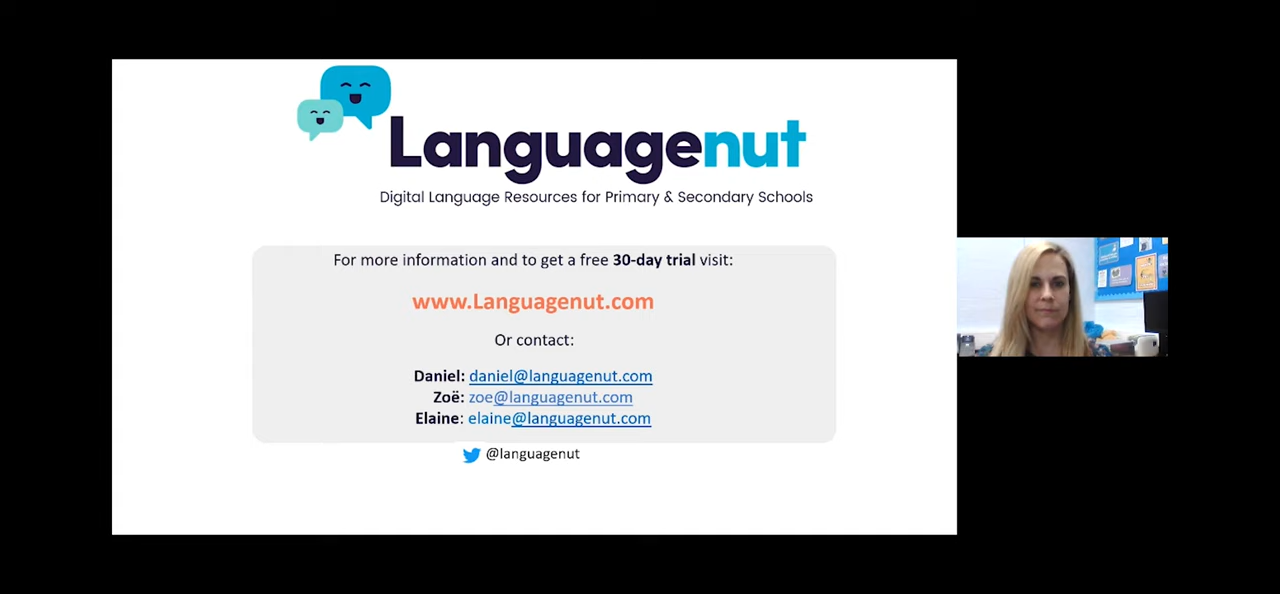 Languagenut
Digital Language Resources for Primary & Secondary Schools
For more information and to get a free 30-day trial visit:
www.Languagenut.com
Or contact:
Daniel: daniel@languagenut.com
Zoë: zoe@languagenut.com
Elaine: elaine@languagenut.com
@languagenut